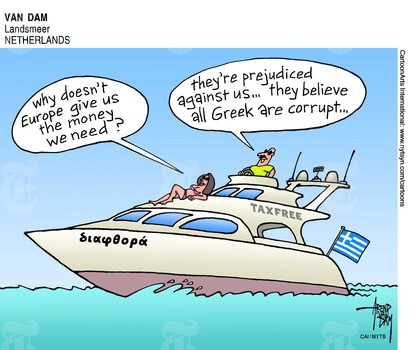 VAN DAM
Landsmeer
NETHERLANDS
why doesn't
Europe give us
the money
we need?
they're prejudiced
against us... they believe
all Greek are corrupt...
TAXFREE
διαφθορά
CartoonArts International: www.nytsyn.com/cartoons
CAI/NYTS